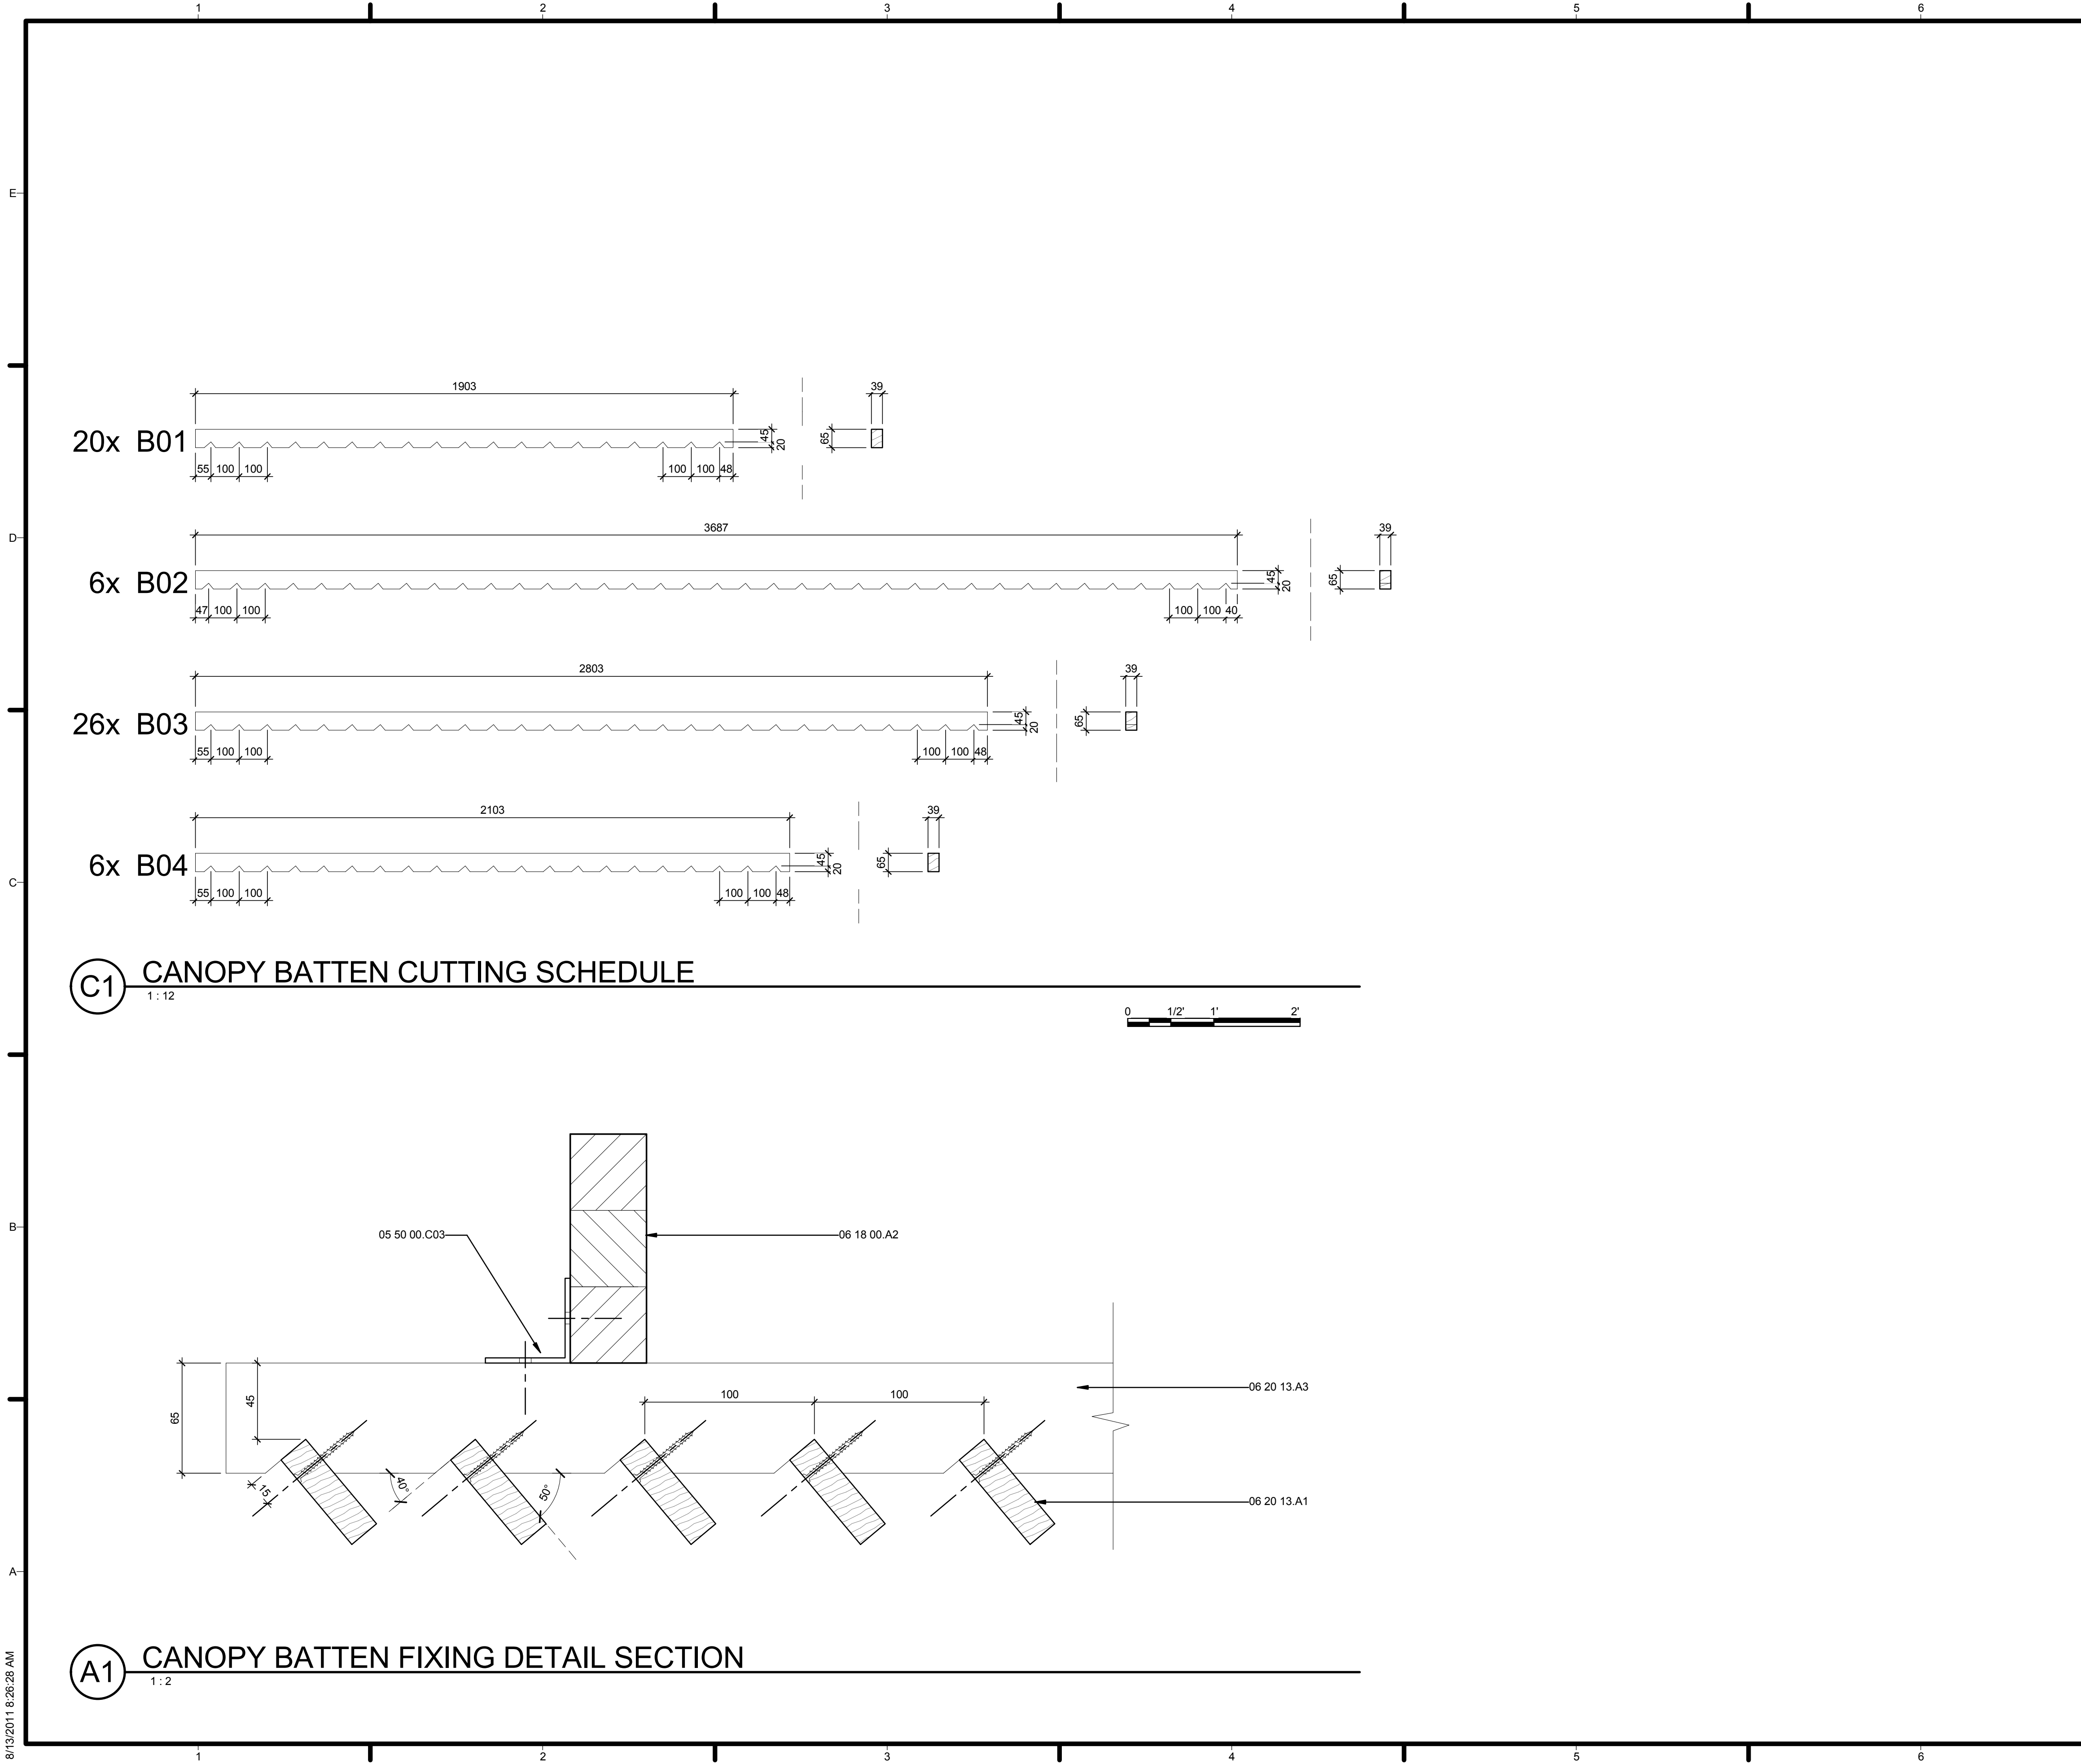 1 2 3 4 5 6
E
1903
39
20x B01
45
20
65
55 100 100
100 100 48
D
3687
39
6x B02
45
20
65
47 100 100
100 100 40
2803
39
26x B03
45
20
65
55 100 100
100 100 48
2103
39
6x B04
45
20
65
C
55 100 100
100 100 48
C1 CANOPY BATTEN CUTTING SCHEDULE
1 : 12
0 1/2' 1' 2'
B
05 50 00.C03
06 18 00.A2
06 20 13.A3
100 100
45
65
15
40°
50°
06 20 13.A1
A
A1 CANOPY BATTEN FIXING DETAIL SECTION
1 : 2
8/13/2011 8:26:28 AM
1 2 3 4 5 6